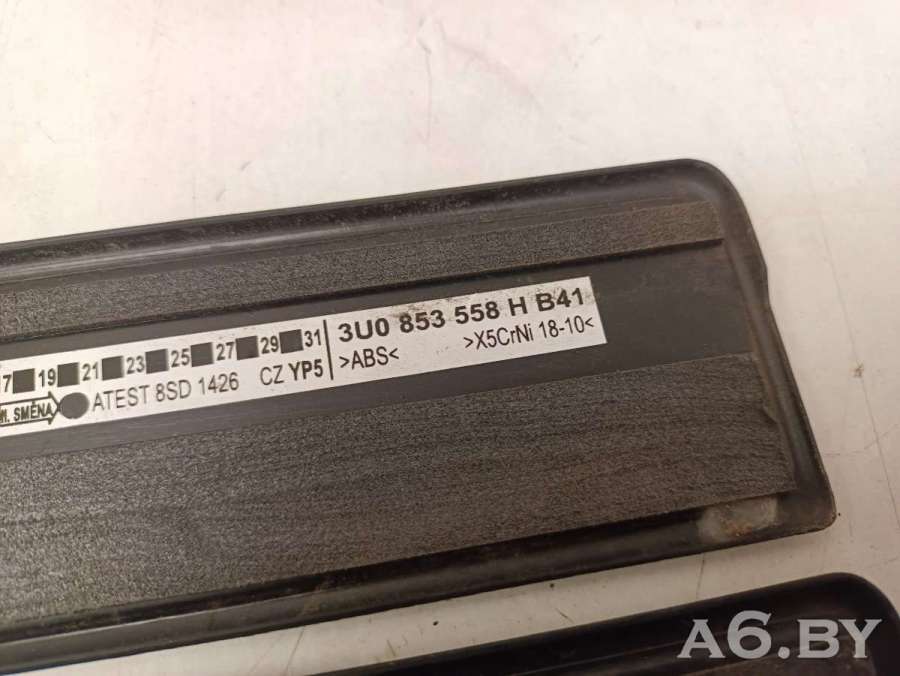 7 ■ 19 ■ 21 ■ 23 ■ 25 ■ 27 ■ 29 ■ 31
SMĚNA ATEST 8SD 1426 CZ YP5
3U0 853 558 H B41
>ABS< >X5CrNi 18-10<
A6.BY